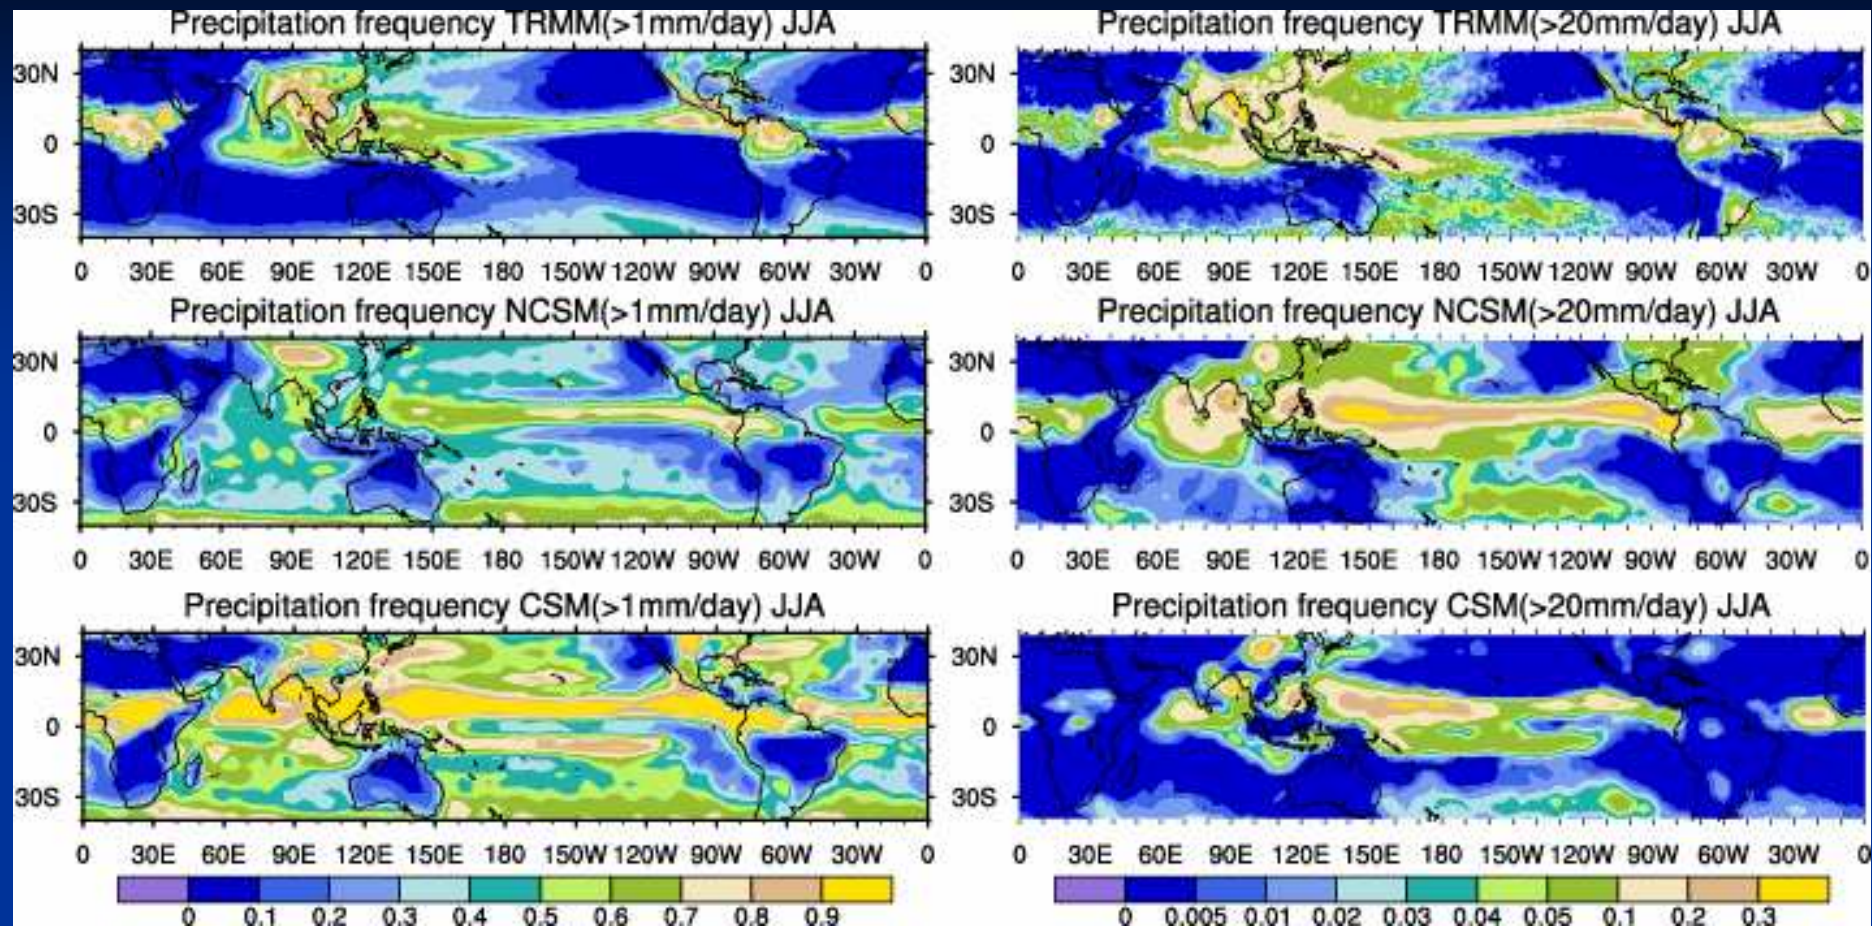 Precipitation frequency TRMM(>1mm/day) JJA
30N
0
30S
0 30E 60E 90E 120E 150E 180 150W 120W 90W 60W 30W 0
Precipitation frequency TRMM(>20mm/day) JJA
30N
0
30S
0 30E 60E 90E 120E 150E 180 150W 120W 90W 60W 30W 0
Precipitation frequency NCSM(>1mm/day) JJA
30N
0
30S
0 30E 60E 90E 120E 150E 180 150W 120W 90W 60W 30W 0
Precipitation frequency NCSM(>20mm/day) JJA
30N
0
30S
0 30E 60E 90E 120E 150E 180 150W 120W 90W 60W 30W 0
Precipitation frequency CSM(>1mm/day) JJA
30N
0
30S
0 30E 60E 90E 120E 150E 180 150W 120W 90W 60W 30W 0
Precipitation frequency CSM(>20mm/day) JJA
30N
0
30S
0 30E 60E 90E 120E 150E 180 150W 120W 90W 60W 30W 0
0 0.1 0.2 0.3 0.4 0.5 0.6 0.7 0.8 0.9
0 0.005 0.01 0.02 0.03 0.04 0.05 0.1 0.2 0.3